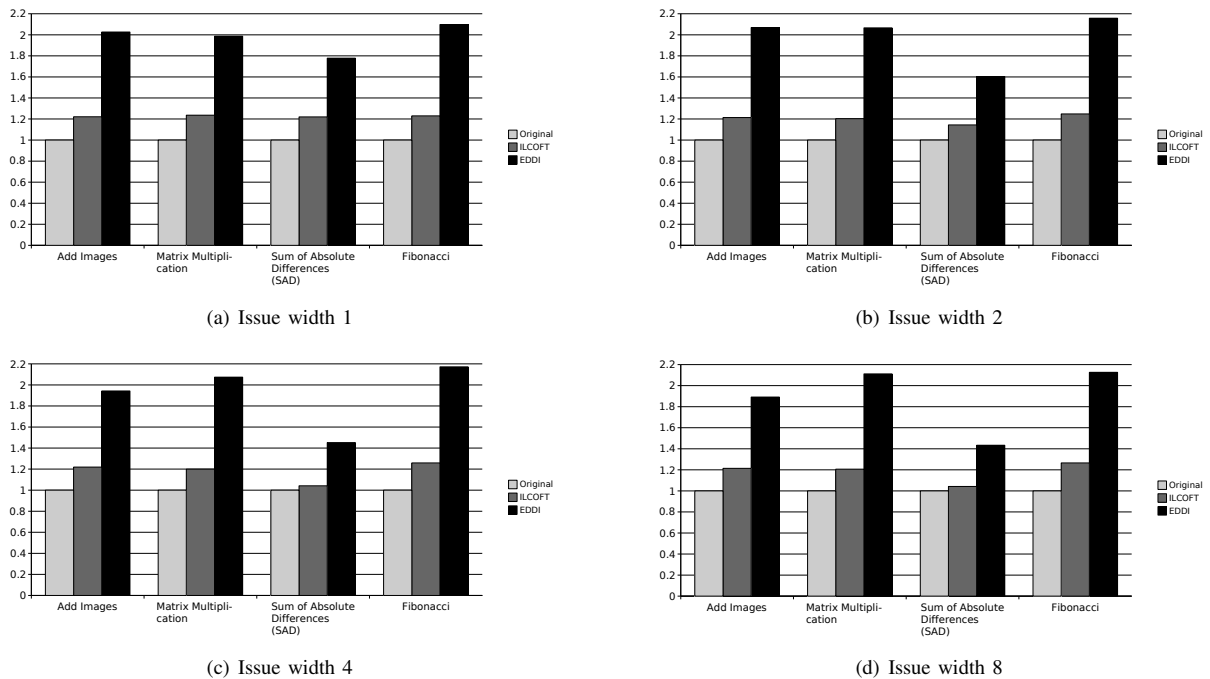 2.2
2
1.8
1.6
1.4
1.2
1
0.8
0.6
0.4
0.2
0
Add Images
Matrix Multipli-
cation
Sum of Absolute
Differences
(SAD)
Fibonacci
Original
ILCOFT
EDDI
(a) Issue width 1
2.2
2
1.8
1.6
1.4
1.2
1
0.8
0.6
0.4
0.2
0
Add Images
Matrix Multipli-
cation
Sum of Absolute
Differences
(SAD)
Fibonacci
Original
ILCOFT
EDDI
(b) Issue width 2
2.2
2
1.8
1.6
1.4
1.2
1
0.8
0.6
0.4
0.2
0
Add Images
Matrix Multipli-
cation
Sum of Absolute
Differences
(SAD)
Fibonacci
Original
ILCOFT
EDDI
(c) Issue width 4
2.2
2
1.8
1.6
1.4
1.2
1
0.8
0.6
0.4
0.2
0
Add Images
Matrix Multipli-
cation
Sum of Absolute
Differences
(SAD)
Fibonacci
Original
ILCOFT
EDDI
(d) Issue width 8